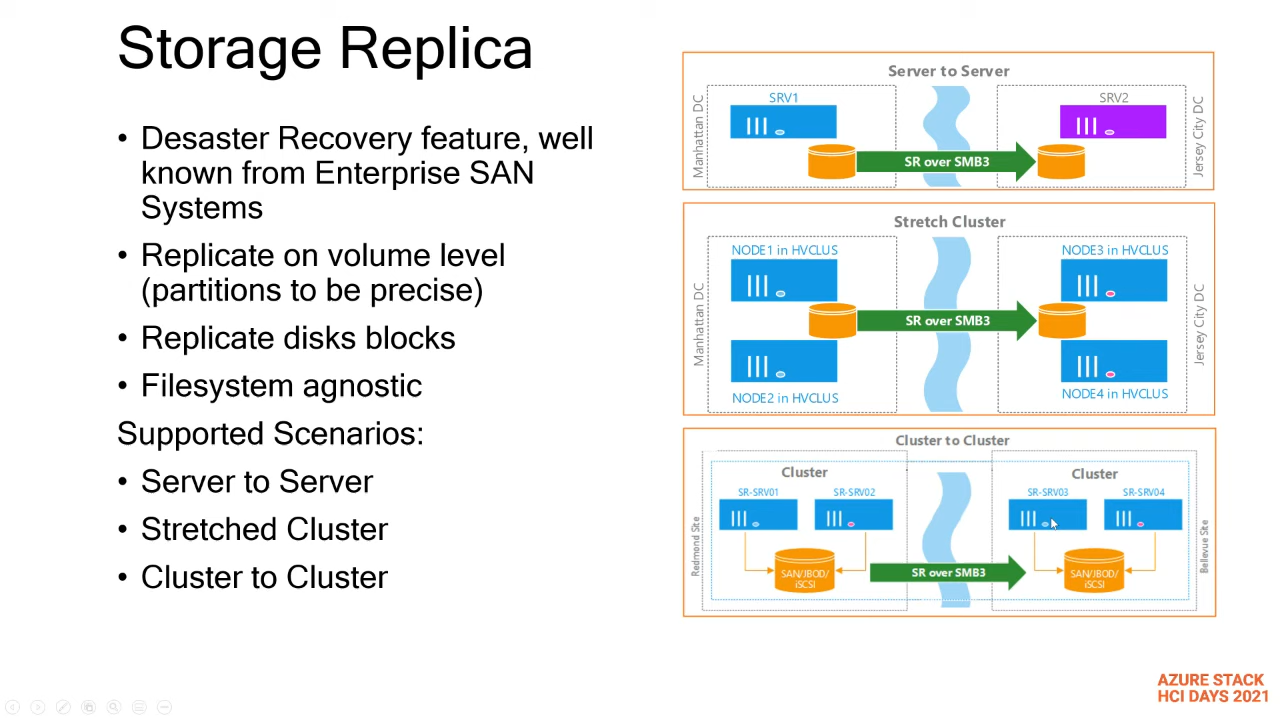 Storage Replica
• Desaster Recovery feature, well
known from Enterprise SAN
Systems
• Replicate on volume level
(partitions to be precise)
• Replicate disks blocks
• Filesystem agnostic
Supported Scenarios:
• Server to Server
• Stretched Cluster
• Cluster to Cluster
Server to Server
Manhattan DC
SRV1
SR over SMB3
SRV2
Jersey City DC
Stretch Cluster
Manhattan DC
NODE1 in HVCLUS
NODE2 in HVCLUS
SR over SMB3
NODE3 in HVCLUS
NODE4 in HVCLUS
Jersey City DC
Cluster to Cluster
Redmond Site
Cluster
SR-SRV01
SR-SRV02
SAN/JBOD/
iSCSI
SR over SMB3
Cluster
SR-SRV03
SR-SRV04
SAN/JBOD/
iSCSI
Bellevue Site
AZURE STACK
HCI DAYS 2021